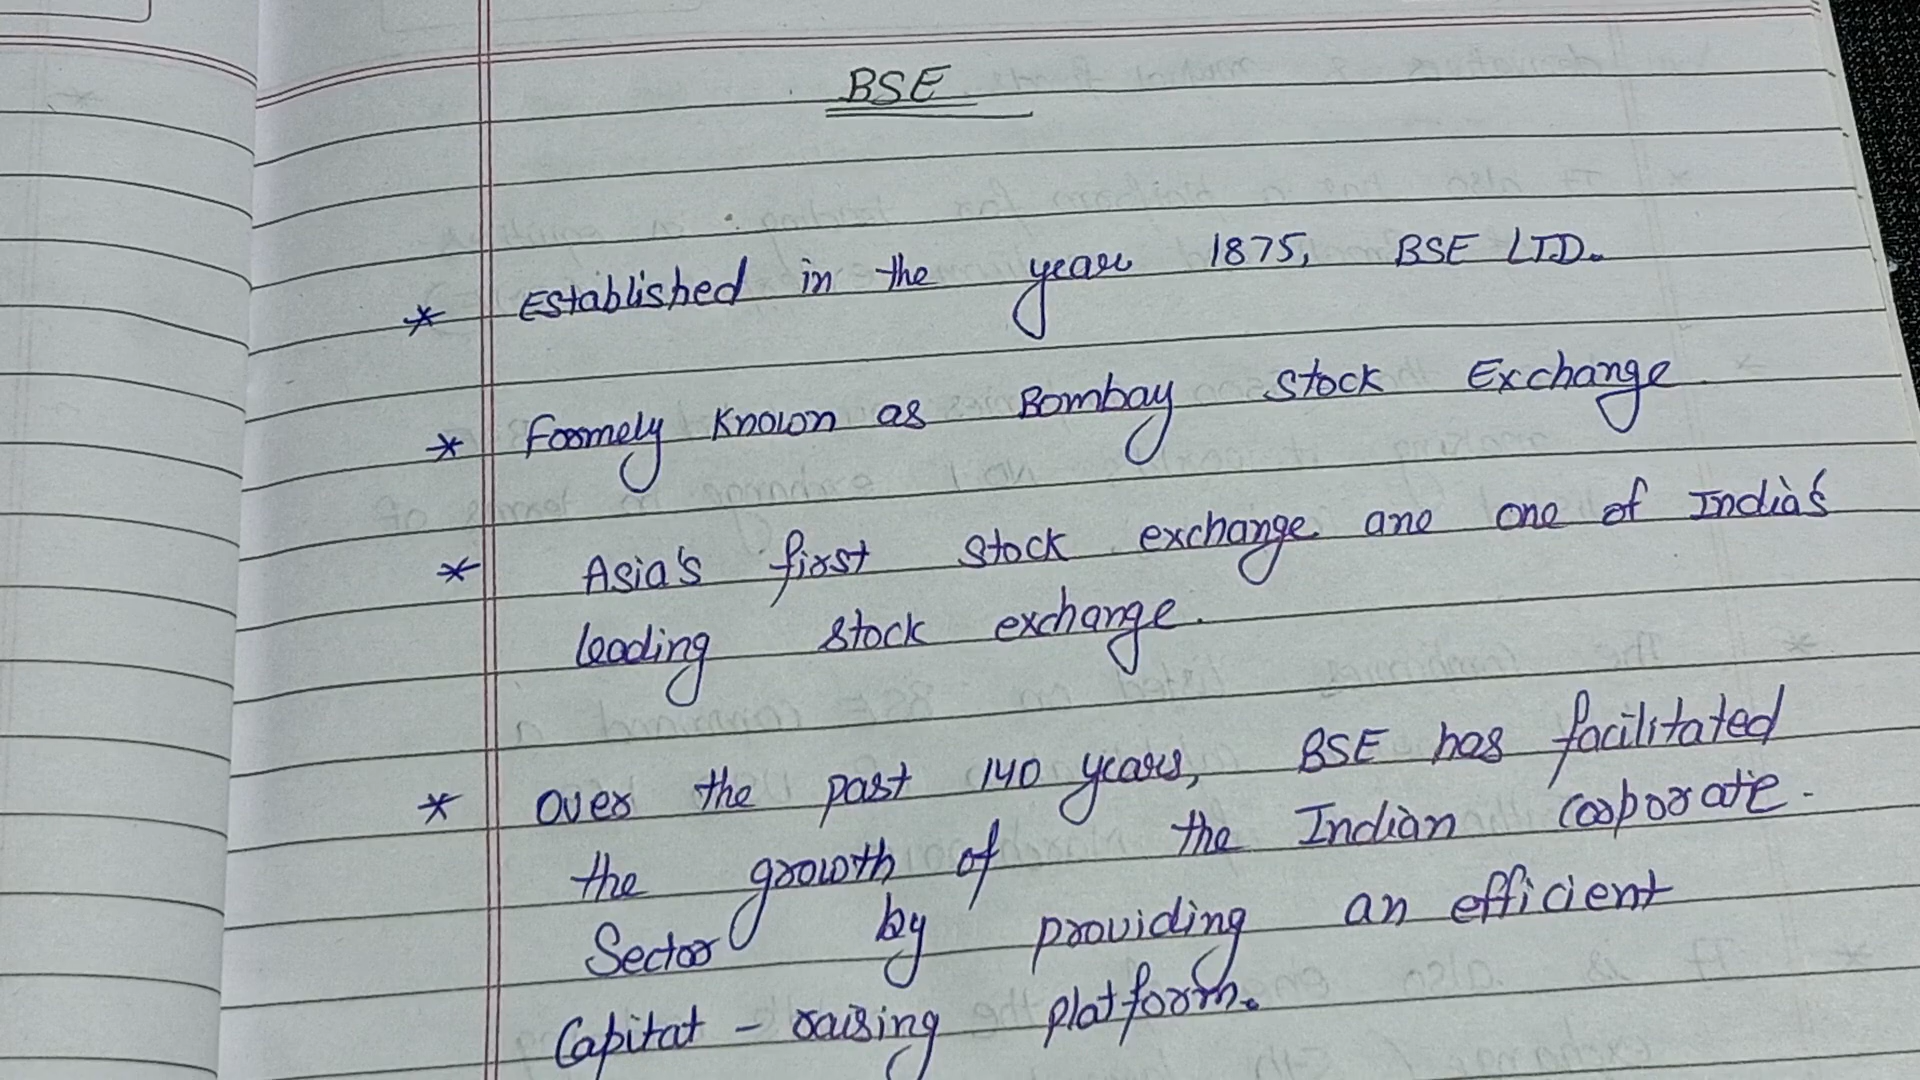 BSE
* Established in the year 1875, BSE LTD.
* Formely Known as Bombay Stock Exchange
* Asia's first stock exchange ane one of India's
leading stock exchange.
* Over the past 140 years, BSE has facilitated
the growth of the Indian corporate.
Sector by providing an efficient
Capitat - raising platform.